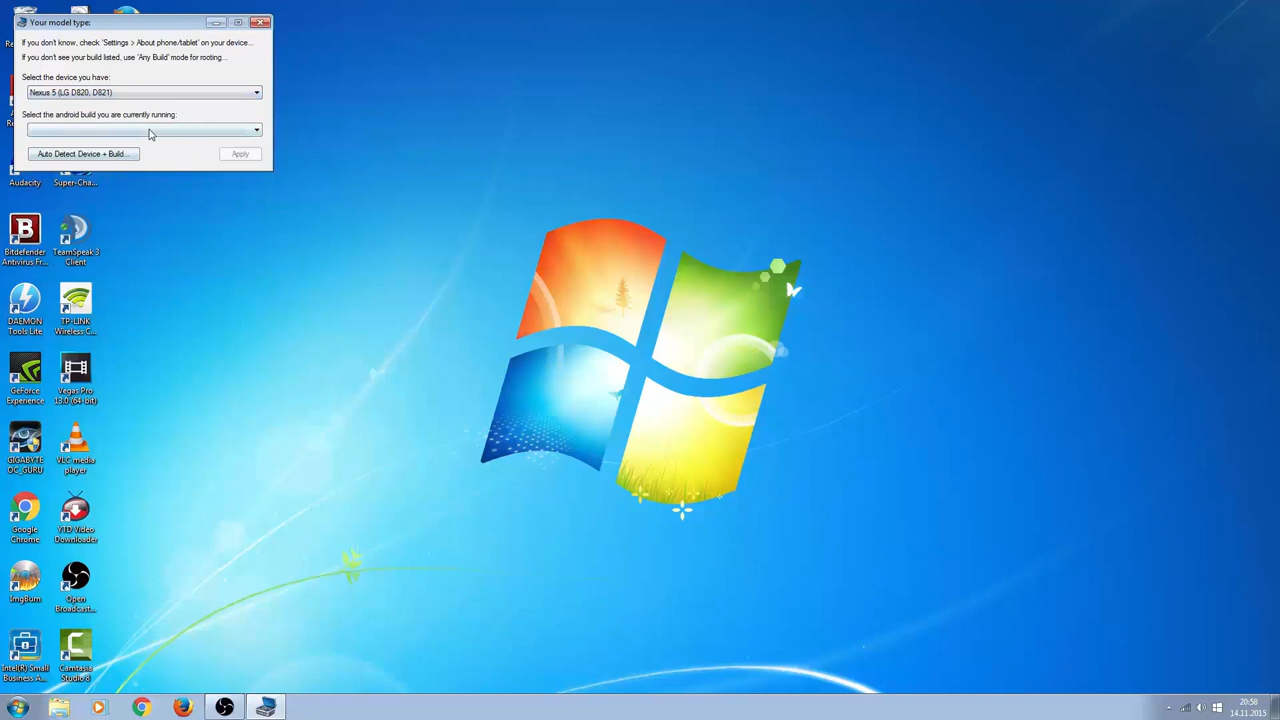 Your model type:
If you don't know, check 'Settings > About phone/tablet' on your device...
If you don't see your build listed, use 'Any Build' mode for rooting...
Select the device you have:
Nexus 5 (LG D820, D821)
Select the android build you are currently running:
Auto Detect Device + Build...
Apply
Audacity
Super-Cha...
Bitdefender
Antivirus Fr...
TeamSpeak 3
Client
DAEMON
Tools Lite
TP-LINK
Wireless C...
GeForce
Experience
Vegas Pro
13.0 (64-bit)
GIGABYTE
OC_GURU
VLC media
player
Google
Chrome
YTD Video
Downloader
ImgBurn
Open
Broadcast...
Intel(R) Small
Business A...
Camtasia
Studio 8
20:58
14.11.2015